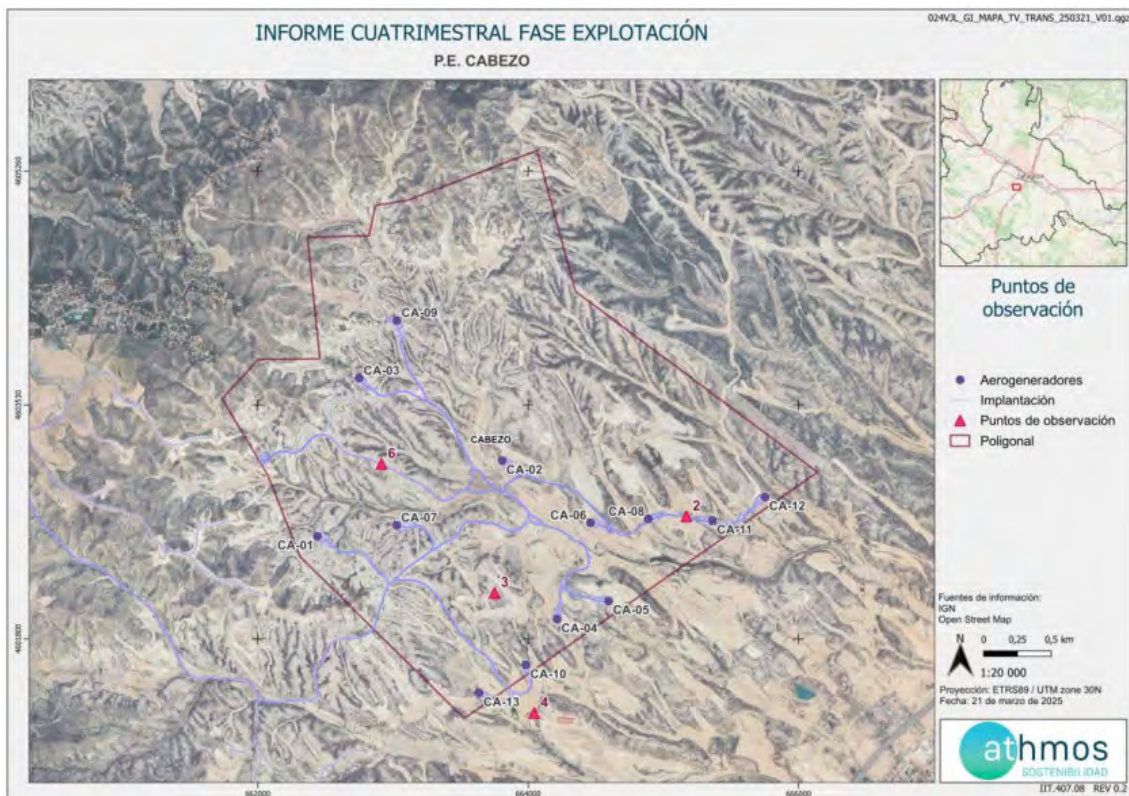 024VJL_GI_MAPA_TV_TRANS_250321_V01.qgz
INFORME CUATRIMESTRAL FASE EXPLOTACIÓN
P.E. CABEZO
4605260
4603530
4601800
CA-09
CA-03
CABEZO
6
CA-02
CA-12
CA-08
2
CA-06
CA-11
CA-07
CA-01
3
CA-05
CA-04
CA-10
CA-13
4
662000
664000
666000
Puntos de
observación
Aerogeneradores
Implantación
Puntos de observación
Poligonal
Fuentes de información:
IGN
Open Street Map
N
0 0,25 0,5 km
1:20 000
Proyección: ETRS89 / UTM zone 30N
Fecha: 21 de marzo de 2025
athmos
SOSTENIBILIDAD
IIT.407.08 REV 0.2